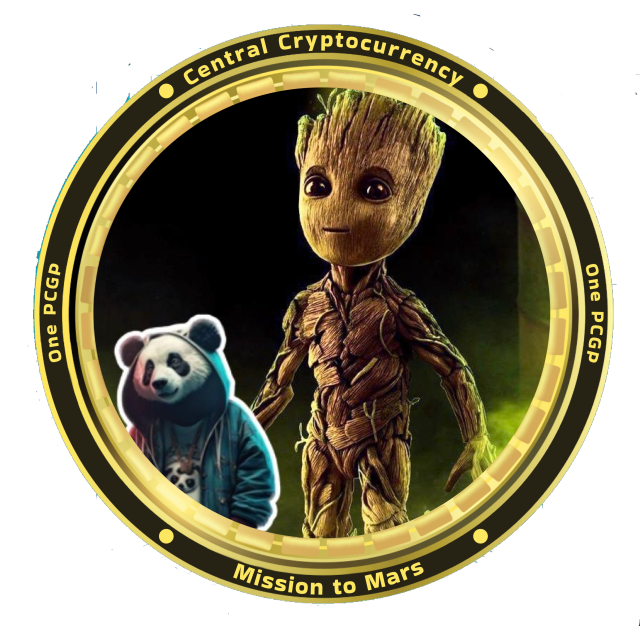 Central Cryptocurrency
One PCGP
One PCGP
Mission to Mars